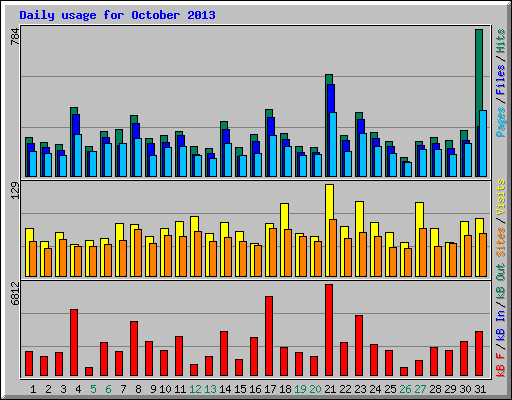 Daily usage for October 2013
784
Pages / Files / Hits
129
Sites / Visits
6812
kB F / kB In / kB Out
1 2 3 4 5 6 7 8 9 10 11 12 13 14 15 16 17 18 19 20 21 22 23 24 25 26 27 28 29 30 31